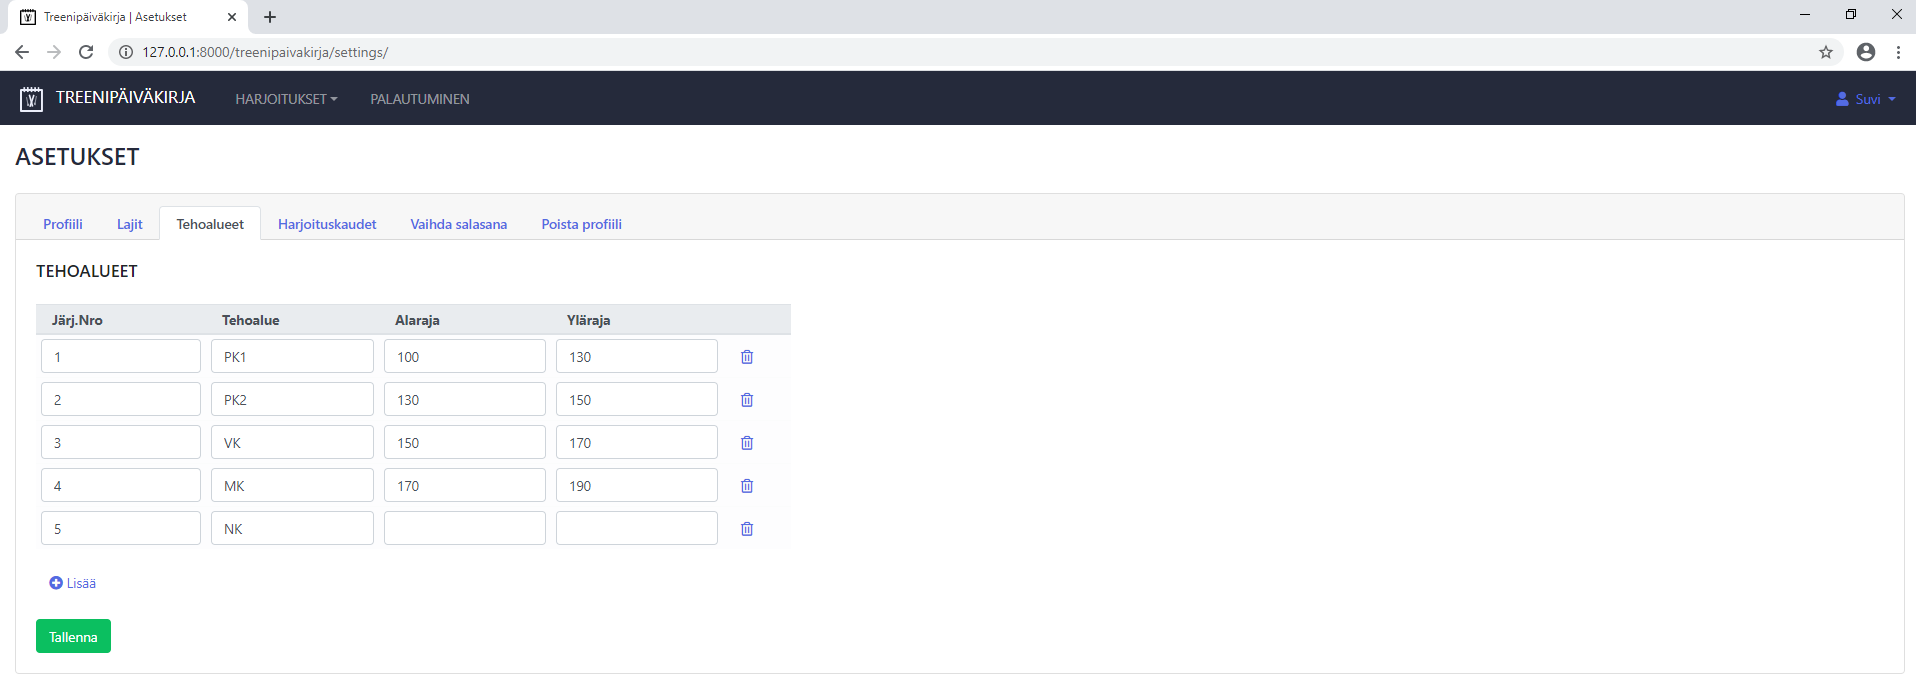 Treenipäiväkirja | Asetukset
127.0.0.1:8000/treenipaivakirja/settings/
TREENIPÄIVÄKIRJA HARJOITUKSET PALAUTUMINEN Suvi
ASETUKSET
Profiili Lajit Tehoalueet Harjoituskaudet Vaihda salasana Poista profiili
TEHOALUEET
Järj.Nro Tehoalue Alaraja Yläraja
1 PK1 100 130
2 PK2 130 150
3 VK 150 170
4 MK 170 190
5 NK
Lisää
Tallenna